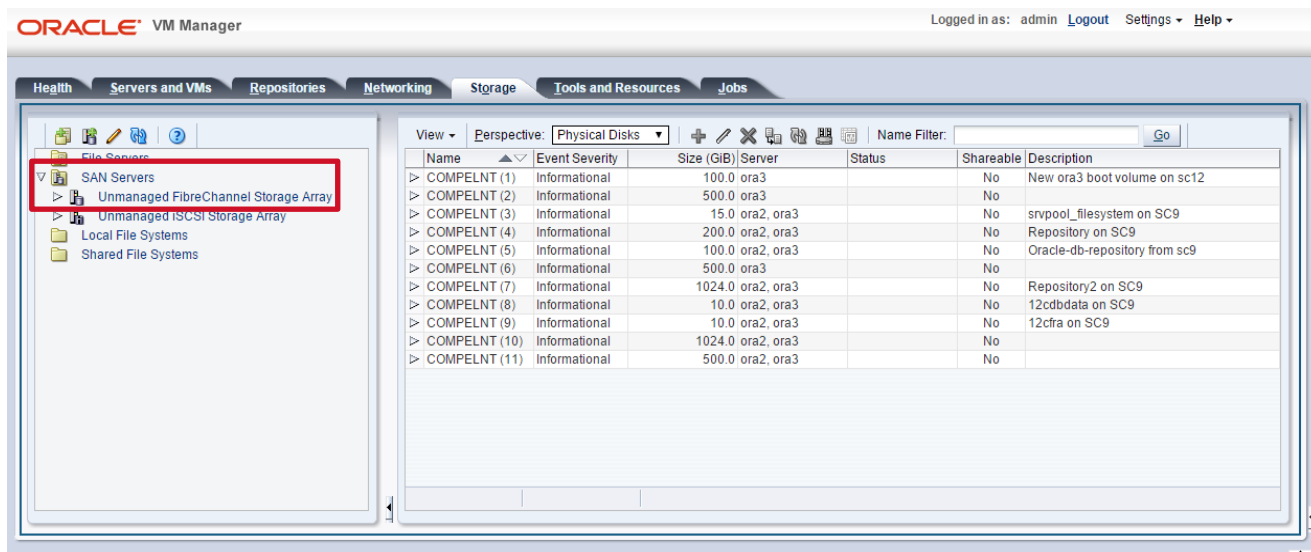 ORACLE VM Manager
Logged in as: admin Logout Settings Help
Health Servers and VMs Repositories Networking Storage Tools and Resources Jobs
File Servers
SAN Servers
Unmanaged FibreChannel Storage Array
Unmanaged iSCSI Storage Array
Local File Systems
Shared File Systems
View Perspective: Physical Disks Name Filter: Go
Name Event Severity Size (GiB) Server Status Shareable Description
COMPELNT (1) Informational 100.0 ora3 No New ora3 boot volume on sc12
COMPELNT (2) Informational 500.0 ora3 No
COMPELNT (3) Informational 15.0 ora2, ora3 No srvpool_filesystem on SC9
COMPELNT (4) Informational 200.0 ora2, ora3 No Repository on SC9
COMPELNT (5) Informational 100.0 ora2, ora3 No Oracle-db-repository from sc9
COMPELNT (6) Informational 500.0 ora3 No
COMPELNT (7) Informational 1024.0 ora2, ora3 No Repository2 on SC9
COMPELNT (8) Informational 10.0 ora2, ora3 No 12cdbdata on SC9
COMPELNT (9) Informational 10.0 ora2, ora3 No 12cfra on SC9
COMPELNT (10) Informational 1024.0 ora2, ora3 No
COMPELNT (11) Informational 500.0 ora2, ora3 No